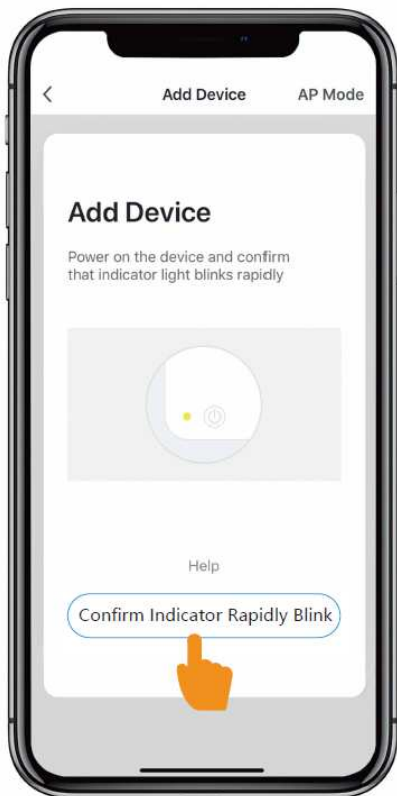 Add Device
AP Mode
Add Device
Power on the device and confirm
that indicator light blinks rapidly
Help
Confirm Indicator Rapidly Blink